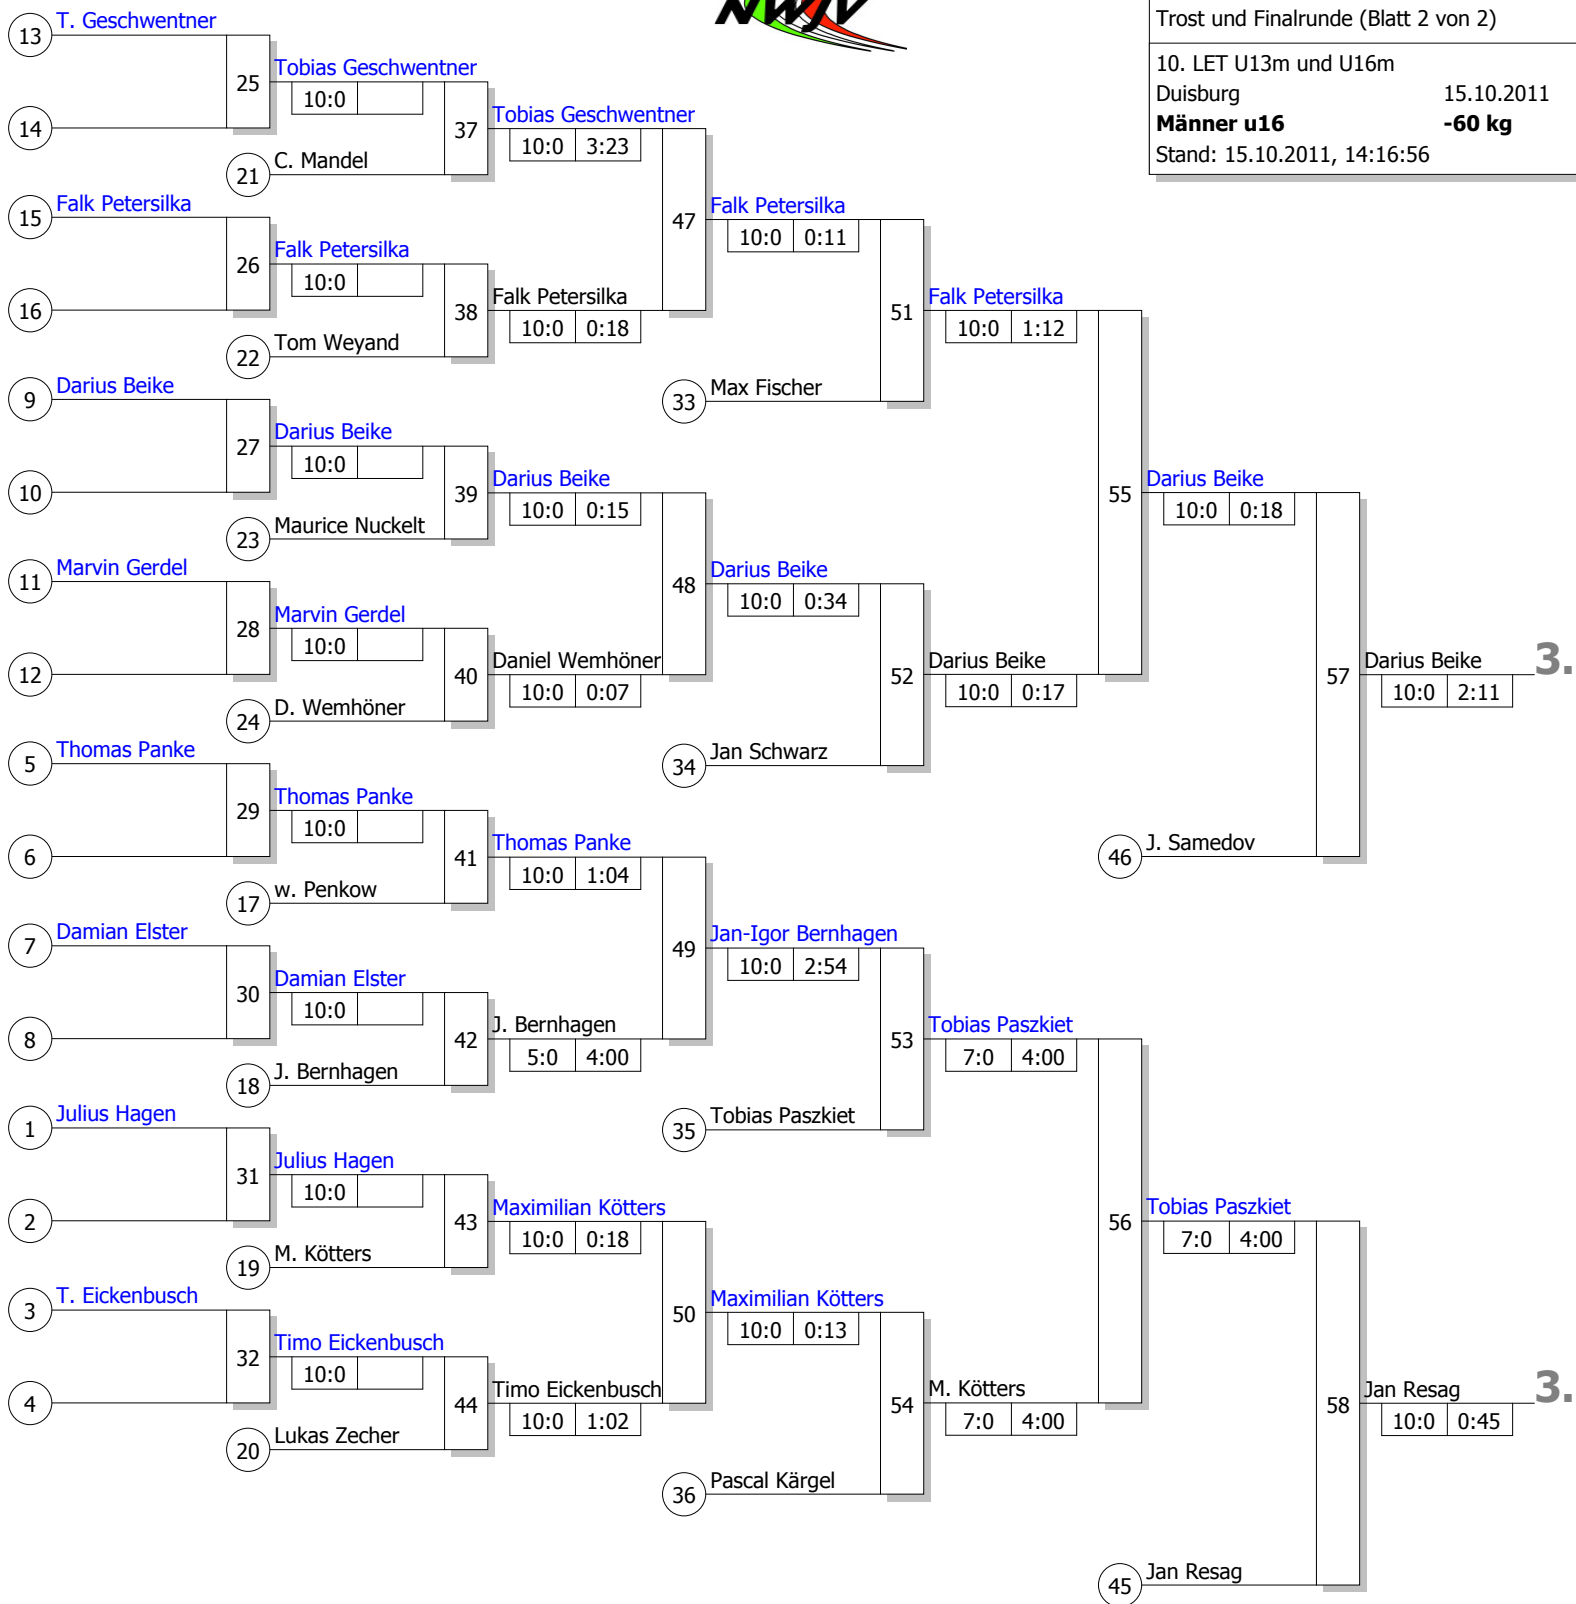 NWJV
Trost und Finalrunde (Blatt 2 von 2)
10. LET U13m und U16m
Duisburg 15.10.2011
Männer u16 -60 kg
Stand: 15.10.2011, 14:16:56
13 T. Geschwentner
14
25 Tobias Geschwentner
10:0
21 C. Mandel
37 Tobias Geschwentner
10:0 3:23
15 Falk Petersilka
16
26 Falk Petersilka
10:0
22 Tom Weyand
38 Falk Petersilka
10:0 0:18
47 Falk Petersilka
10:0 0:11
33 Max Fischer
51 Falk Petersilka
10:0 1:12
9 Darius Beike
10
27 Darius Beike
10:0
23 Maurice Nuckelt
39 Darius Beike
10:0 0:15
11 Marvin Gerdel
12
28 Marvin Gerdel
10:0
24 D. Wemhöner
40 Daniel Wemhöner
10:0 0:07
48 Darius Beike
10:0 0:34
34 Jan Schwarz
52 Darius Beike
10:0 0:17
55 Darius Beike
10:0 0:18
46 J. Samedov
57 Darius Beike 3.
10:0 2:11
5 Thomas Panke
6
29 Thomas Panke
10:0
17 w. Penkow
41 Thomas Panke
10:0 1:04
7 Damian Elster
8
30 Damian Elster
10:0
18 J. Bernhagen
42 J. Bernhagen
5:0 4:00
49 Jan-Igor Bernhagen
10:0 2:54
35 Tobias Paszkiet
53 Tobias Paszkiet
7:0 4:00
1 Julius Hagen
2
31 Julius Hagen
10:0
19 M. Kötters
43 Maximilian Kötters
10:0 0:18
3 T. Eickenbusch
4
32 Timo Eickenbusch
10:0
20 Lukas Zecher
44 Timo Eickenbusch
10:0 1:02
50 Maximilian Kötters
10:0 0:13
36 Pascal Kärgel
54 M. Kötters
7:0 4:00
56 Tobias Paszkiet
7:0 4:00
45 Jan Resag
58 Jan Resag 3.
10:0 0:45